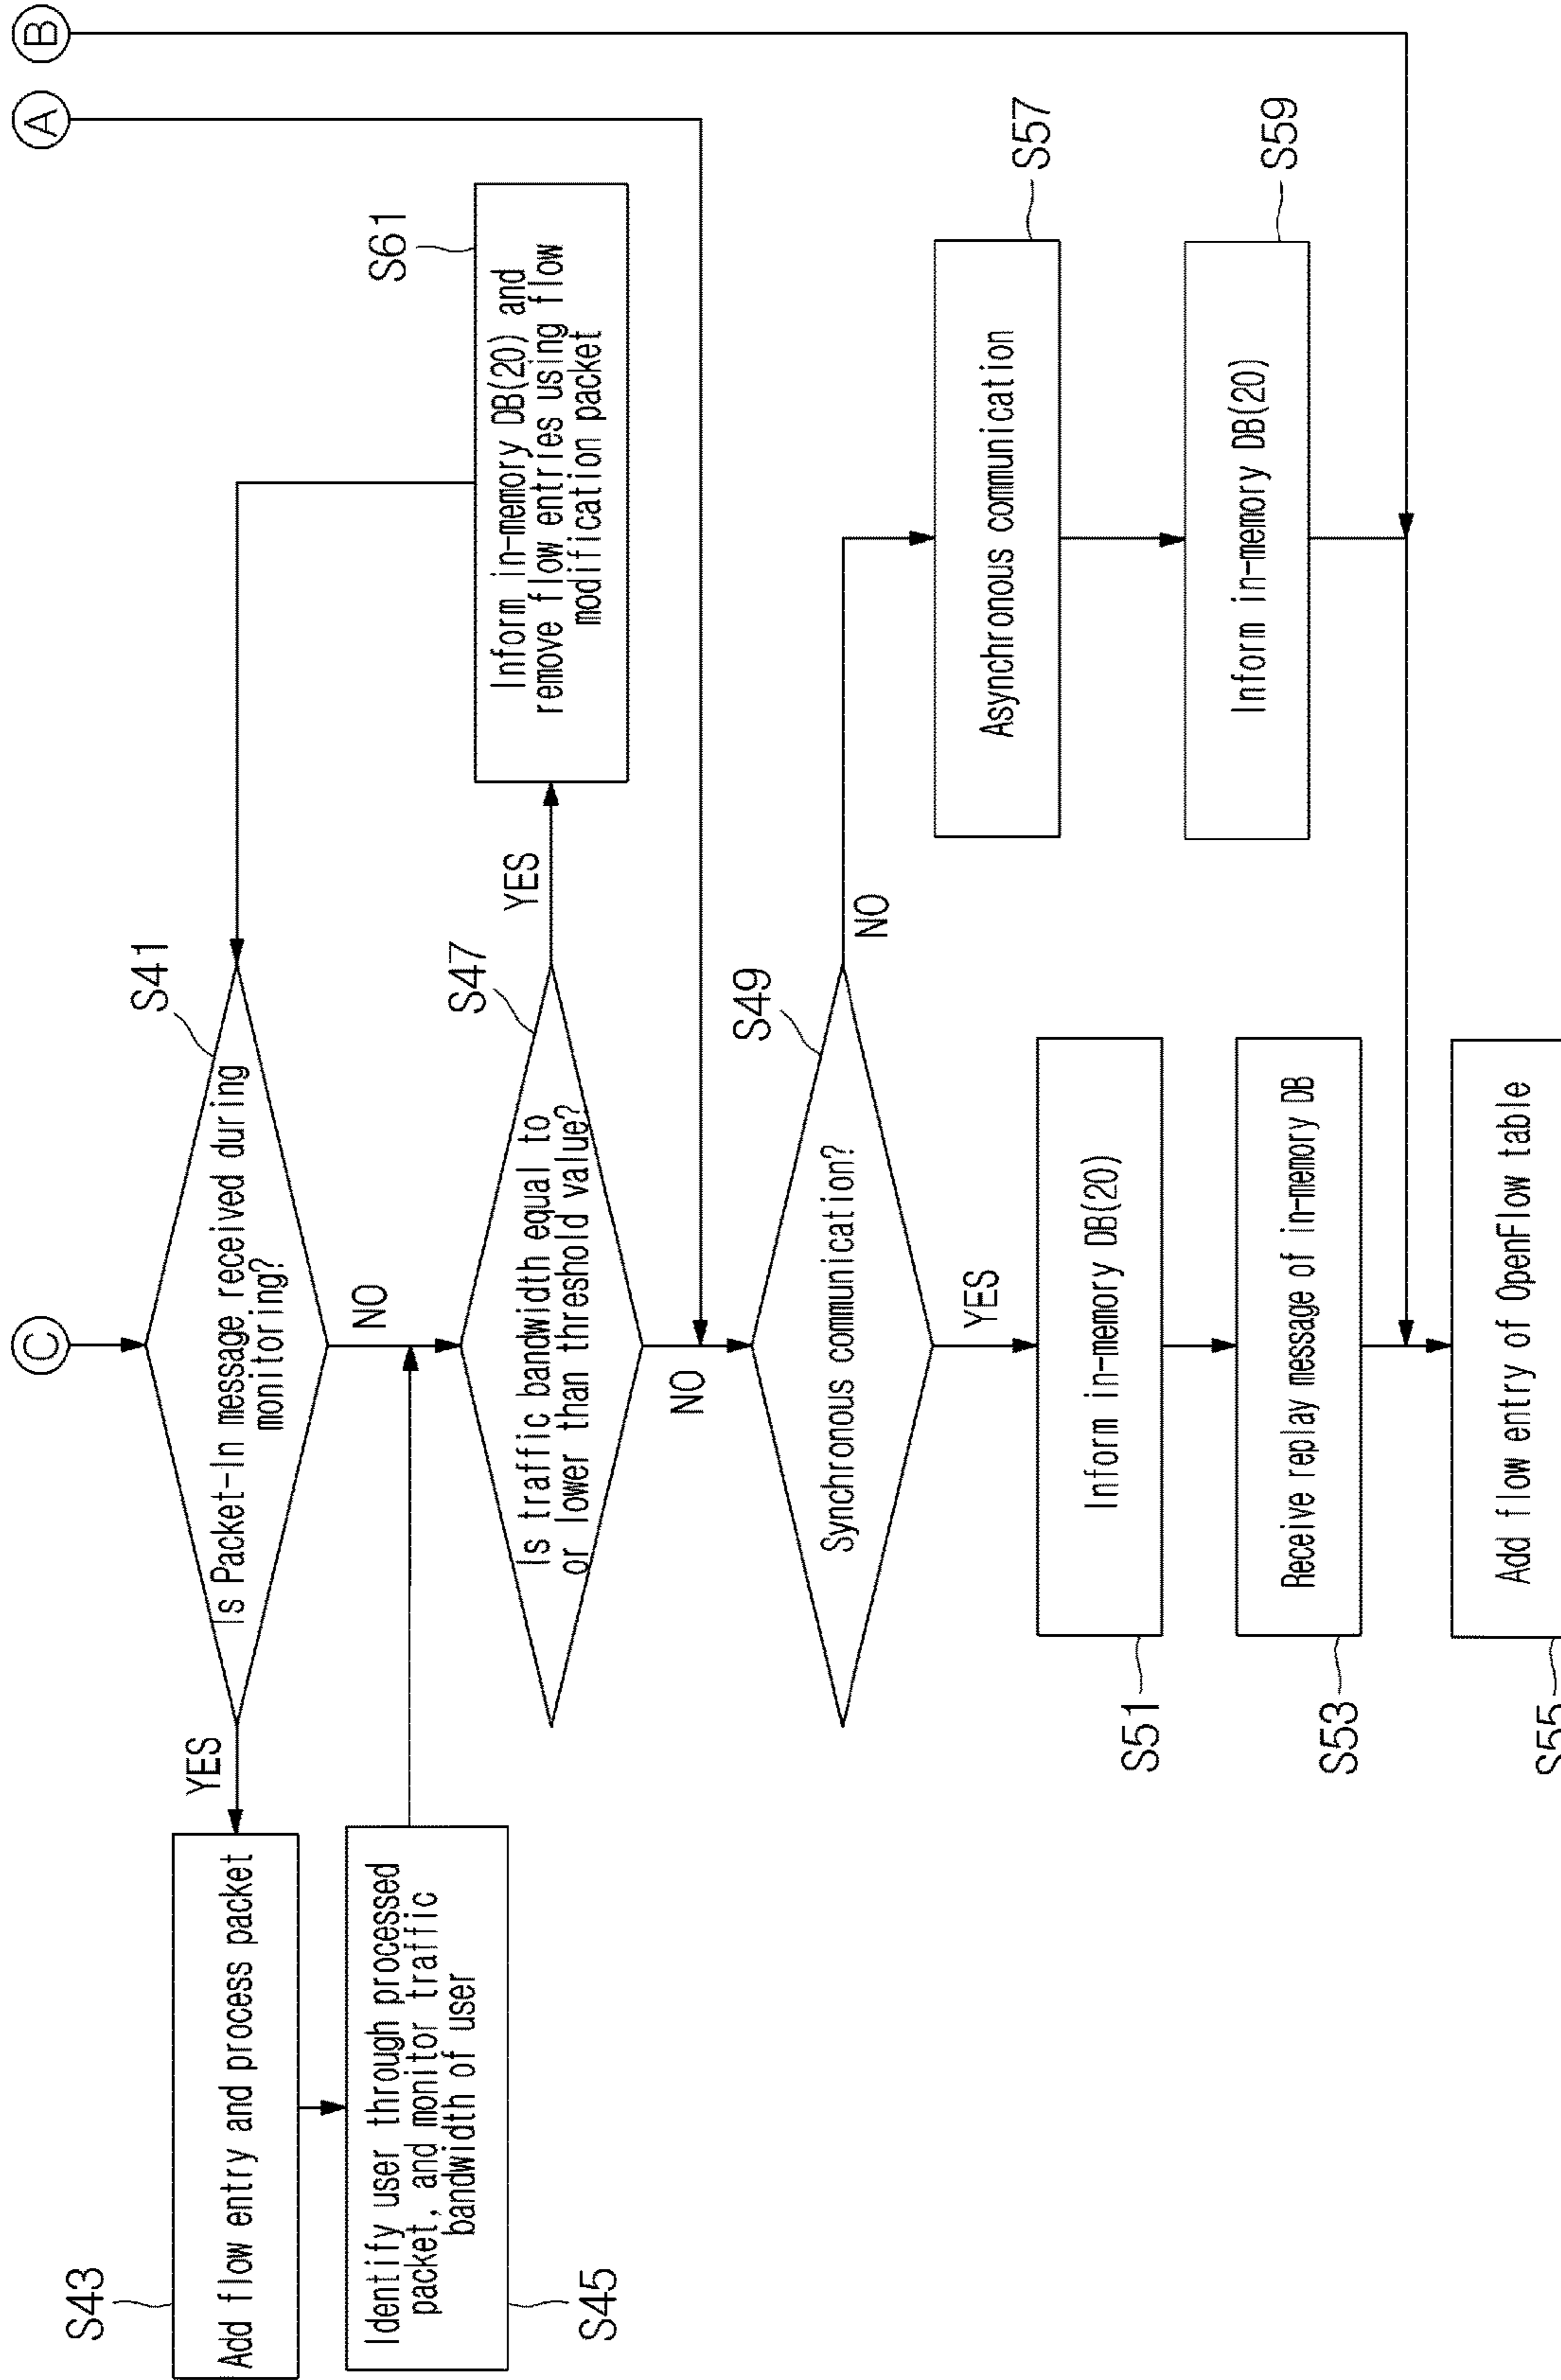 C
A
B
S41
Is Packet-In message received during
monitoring?
YES
NO
S43
Add flow entry and process packet
S45
Identify user through processed
packet, and monitor traffic
bandwidth of user
S47
Is traffic bandwidth equal to
or lower than threshold value?
YES
NO
S61
Inform in-memory DB(20) and
remove flow entries using flow
modification packet
S49
Synchronous communication?
NO
YES
S57
Asynchronous communication
S51
Inform in-memory DB(20)
S59
Inform in-memory DB(20)
S53
Receive replay message of in-memory DB
S55
Add flow entry of OpenFlow table